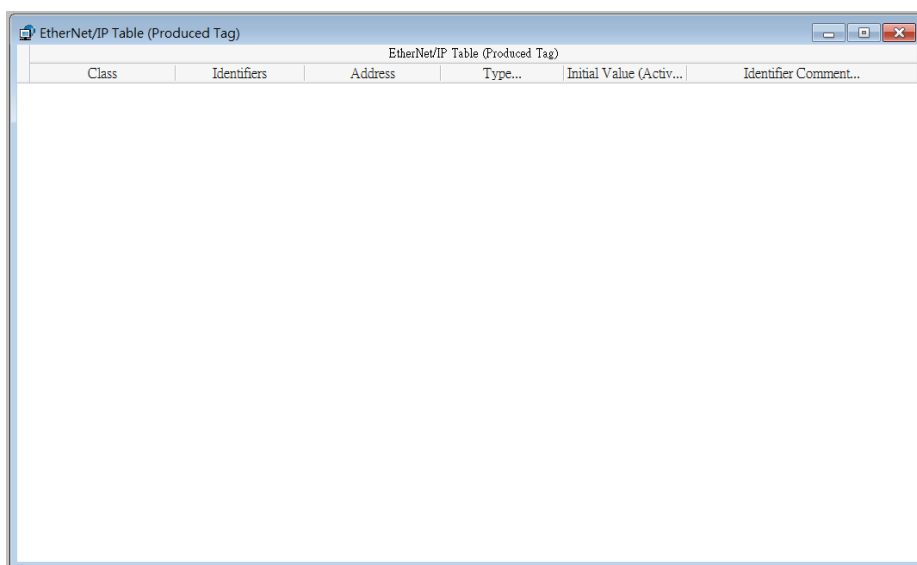 EtherNet/IP Table (Produced Tag)
EtherNet/IP Table (Produced Tag)
Class Identifiers Address Type... Initial Value (Activ... Identifier Comment...